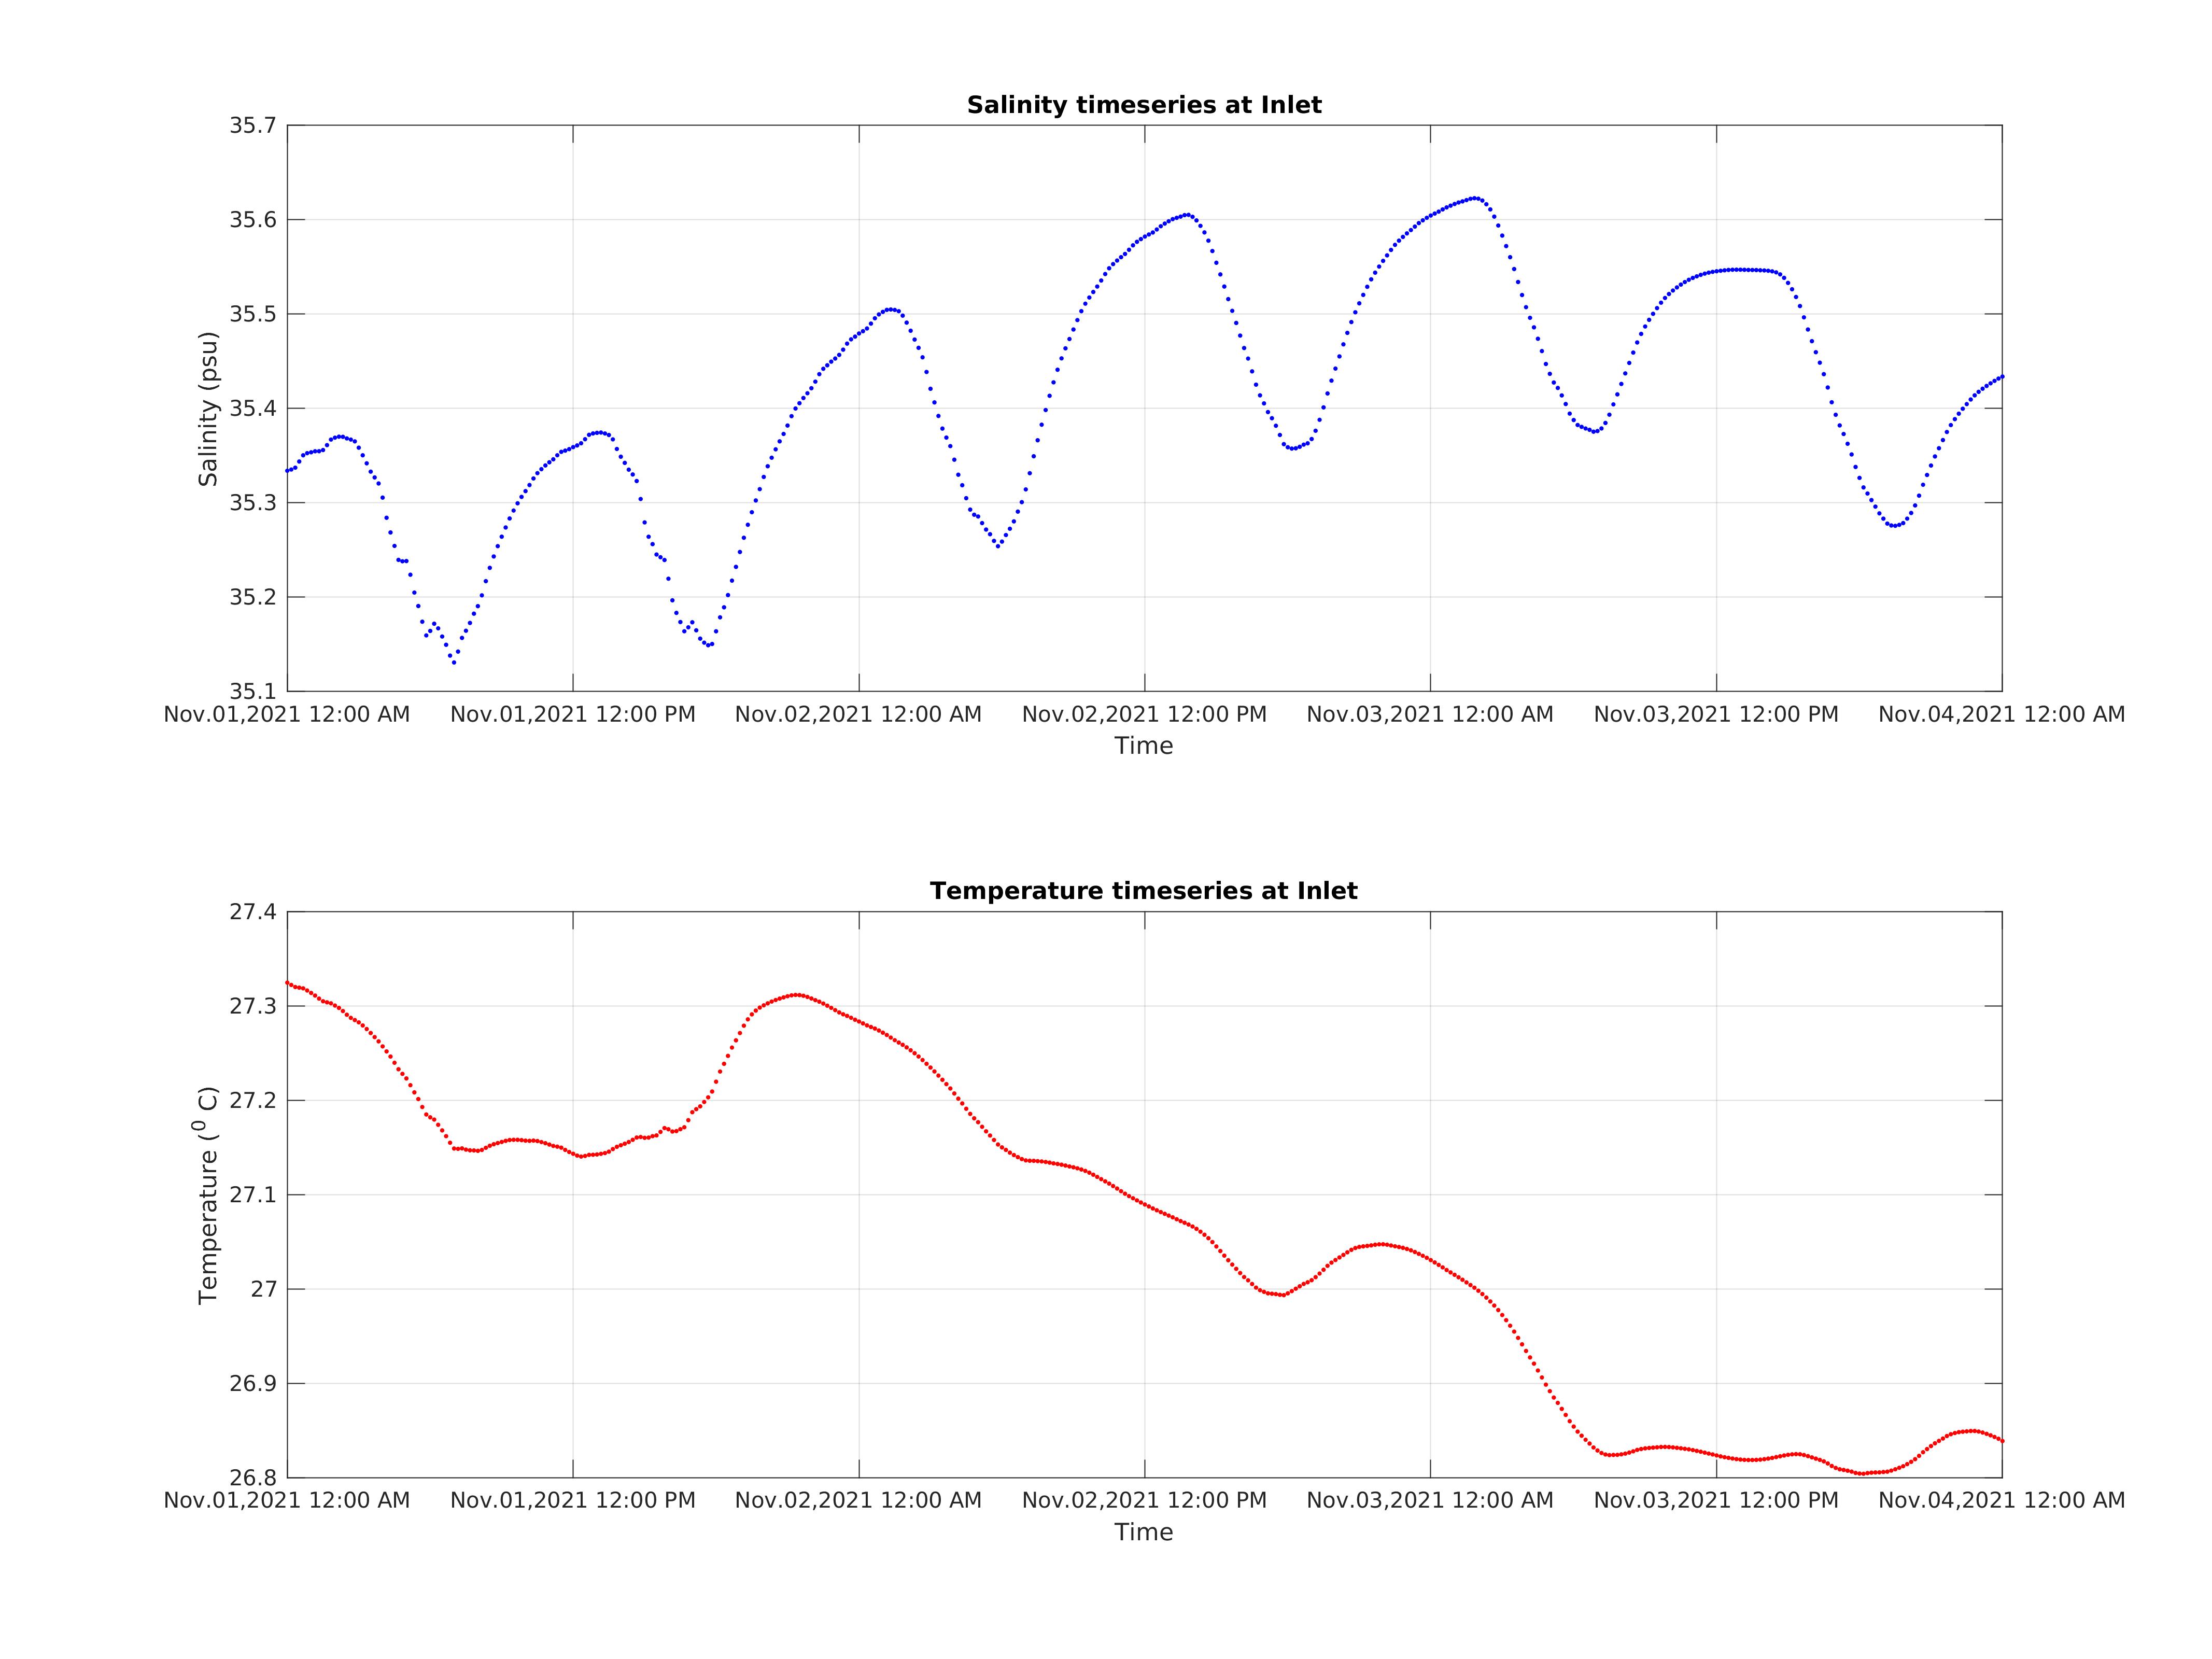 Salinity timeseries at Inlet
35.7
35.6
35.5
35.4
35.3
35.2
35.1
Salinity (psu)
Nov.01,2021 12:00 AM Nov.01,2021 12:00 PM Nov.02,2021 12:00 AM Nov.02,2021 12:00 PM Nov.03,2021 12:00 AM Nov.03,2021 12:00 PM Nov.04,2021 12:00 AM
Time
Temperature timeseries at Inlet
27.4
27.3
27.2
27.1
27
26.9
26.8
Temperature (⁰ C)
Nov.01,2021 12:00 AM Nov.01,2021 12:00 PM Nov.02,2021 12:00 AM Nov.02,2021 12:00 PM Nov.03,2021 12:00 AM Nov.03,2021 12:00 PM Nov.04,2021 12:00 AM
Time